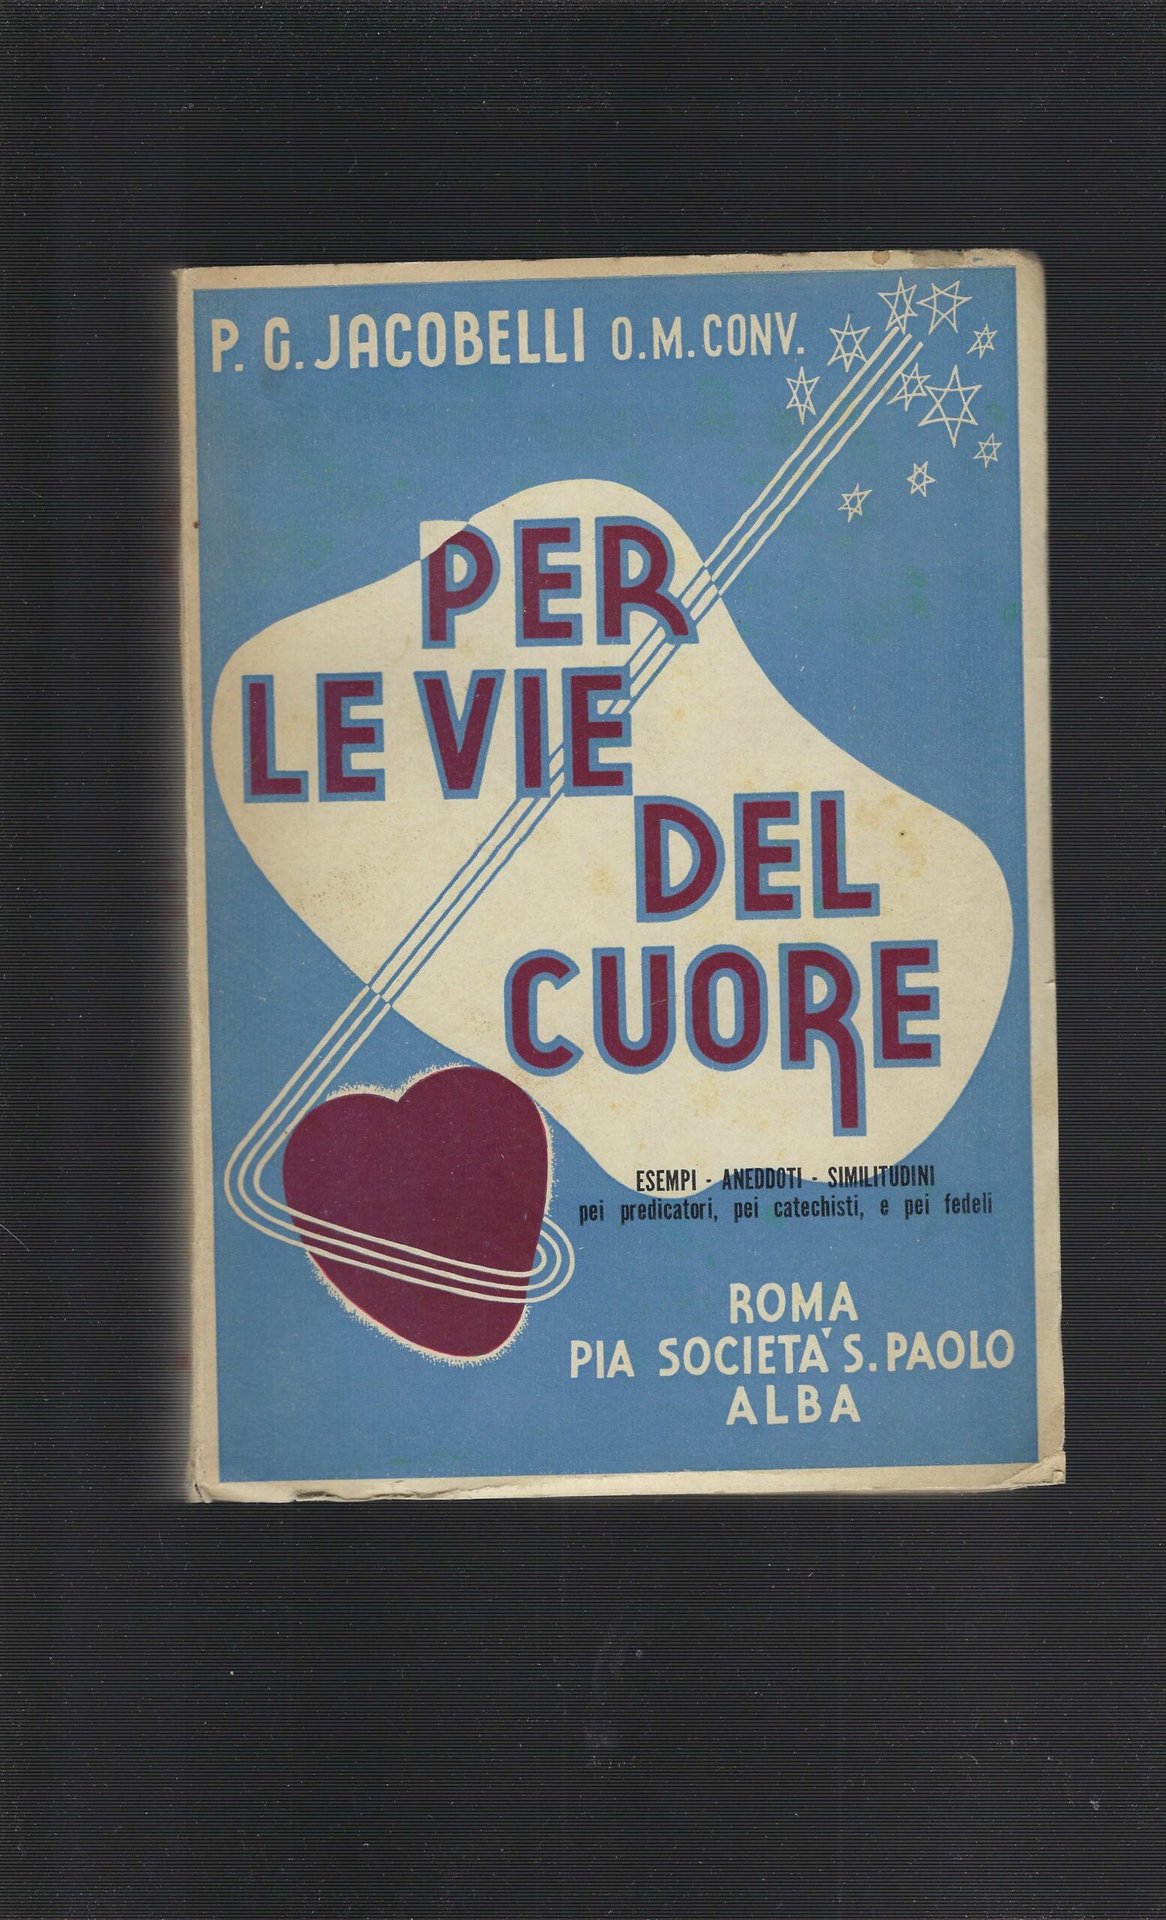 P. G. JACOBELLI O.M. CONV.
PER
LE VIE
DEL
CUORE
ESEMPI - ANEDDOTI - SIMILITUDINI
pei predicatori, pei catechisti, e pei fedeli
ROMA
PIA SOCIETÀ S. PAOLO
ALBA